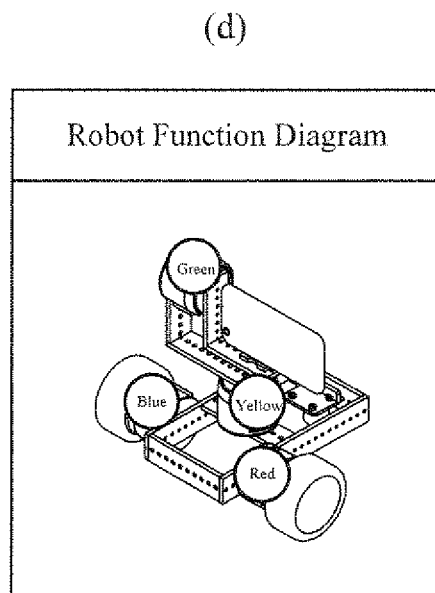 (d)
Robot Function Diagram
Green
Blue
Yellow
Red